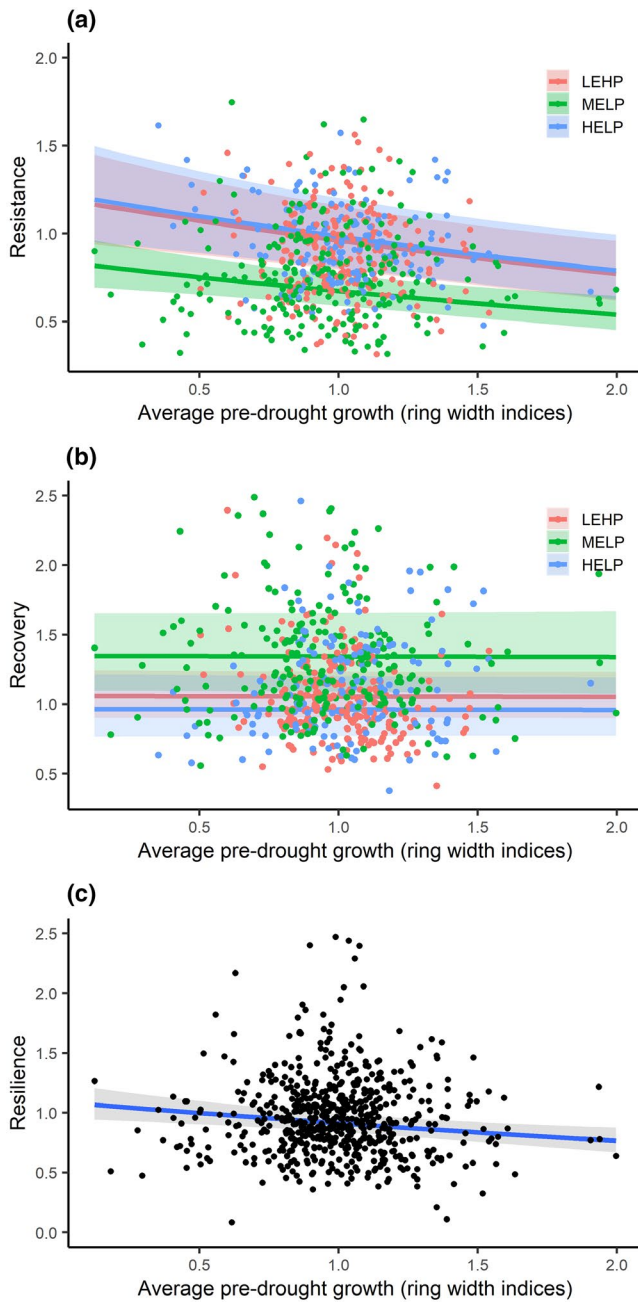 (a)
2.0
1.5
1.0
0.5
Resistance
LEHP
MELP
HELP
0.5 1.0 1.5 2.0
Average pre-drought growth (ring width indices)
(b)
2.5
2.0
1.5
1.0
0.5
Recovery
LEHP
MELP
HELP
0.5 1.0 1.5 2.0
Average pre-drought growth (ring width indices)
(c)
2.5
2.0
1.5
1.0
0.5
0.0
Resilience
0.5 1.0 1.5 2.0
Average pre-drought growth (ring width indices)